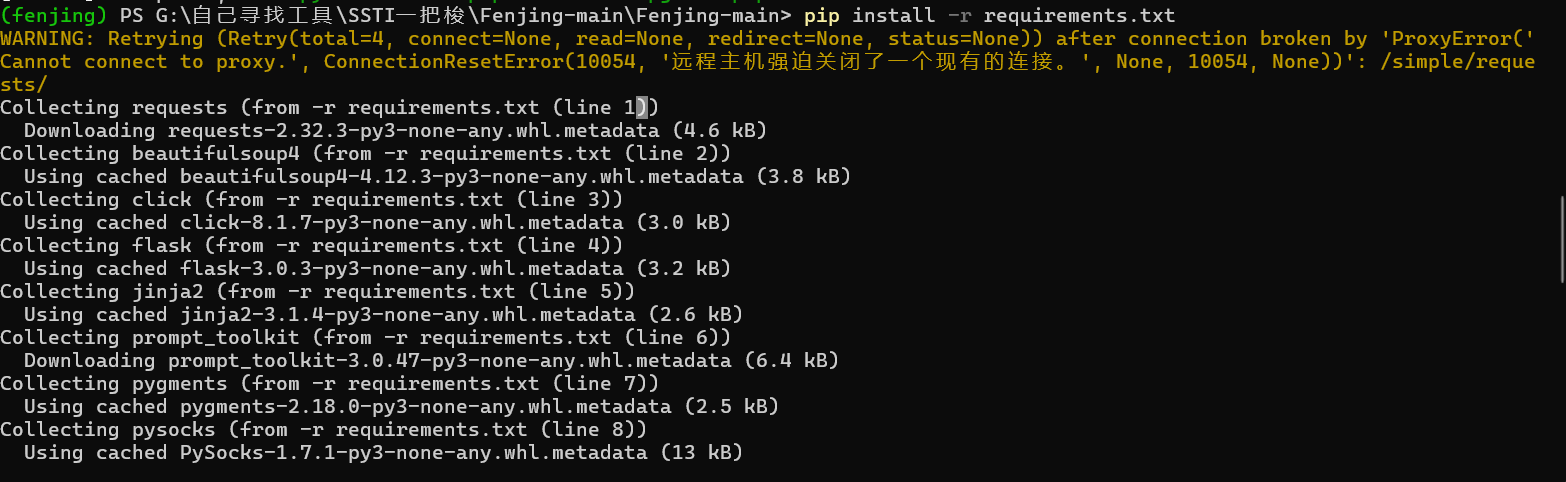 (fenjing) PS G:\自己寻找工具\SSTI一把梭\Fenjing-main\Fenjing-main> pip install -r requirements.txt
WARNING: Retrying (Retry(total=4, connect=None, read=None, redirect=None, status=None)) after connection broken by 'ProxyError('
Cannot connect to proxy.', ConnectionResetError(10054, '远程主机强迫关闭了一个现有的连接。', None, 10054, None))': /simple/reque
sts/
Collecting requests (from -r requirements.txt (line 1))
  Downloading requests-2.32.3-py3-none-any.whl.metadata (4.6 kB)
Collecting beautifulsoup4 (from -r requirements.txt (line 2))
  Using cached beautifulsoup4-4.12.3-py3-none-any.whl.metadata (3.8 kB)
Collecting click (from -r requirements.txt (line 3))
  Using cached click-8.1.7-py3-none-any.whl.metadata (3.0 kB)
Collecting flask (from -r requirements.txt (line 4))
  Using cached flask-3.0.3-py3-none-any.whl.metadata (3.2 kB)
Collecting jinja2 (from -r requirements.txt (line 5))
  Using cached jinja2-3.1.4-py3-none-any.whl.metadata (2.6 kB)
Collecting prompt_toolkit (from -r requirements.txt (line 6))
  Downloading prompt_toolkit-3.0.47-py3-none-any.whl.metadata (6.4 kB)
Collecting pygments (from -r requirements.txt (line 7))
  Using cached pygments-2.18.0-py3-none-any.whl.metadata (2.5 kB)
Collecting pysocks (from -r requirements.txt (line 8))
  Using cached PySocks-1.7.1-py3-none-any.whl.metadata (13 kB)